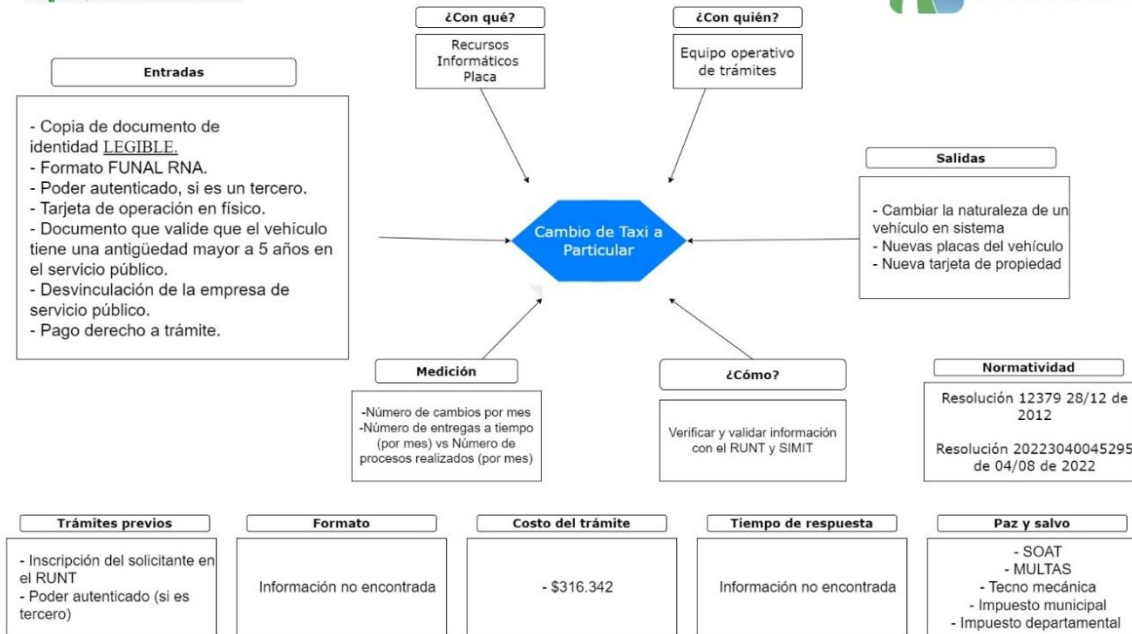 ¿Con qué?
Recursos
Informáticos
Placa
¿Con quién?
Equipo operativo
de trámites
Entradas
- Copia de documento de
identidad LEGIBLE.
- Formato FUNAL RNA.
- Poder autenticado, si es un tercero.
- Tarjeta de operación en físico.
- Documento que valide que el vehículo
tiene una antigüedad mayor a 5 años en
el servicio público.
- Desvinculación de la empresa de
servicio público.
- Pago derecho a trámite.
Cambio de Taxi a
Particular
Salidas
- Cambiar la naturaleza de un
vehículo en sistema
- Nuevas placas del vehículo
- Nueva tarjeta de propiedad
Medición
-Número de cambios por mes
-Número de entregas a tiempo
(por mes) vs Número de
procesos realizados (por mes)
¿Cómo?
Verificar y validar información
con el RUNT y SIMIT
Normatividad
Resolución 12379 28/12 de
2012
Resolución 20223040045295
de 04/08 de 2022
Trámites previos
- Inscripción del solicitante en
el RUNT
- Poder autenticado (si es
tercero)
Formato
Información no encontrada
Costo del trámite
- $316.342
Tiempo de respuesta
Información no encontrada
Paz y salvo
- SOAT
- MULTAS
- Tecno mecánica
- Impuesto municipal
- Impuesto departamental